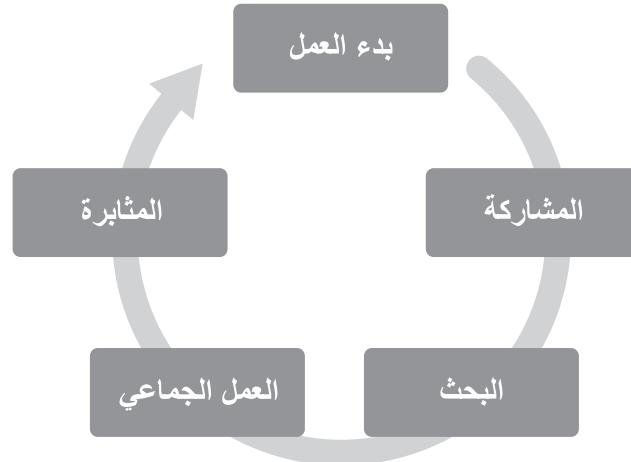 بدء العمل
المشاركة
البحث
العمل الجماعي
المثابرة